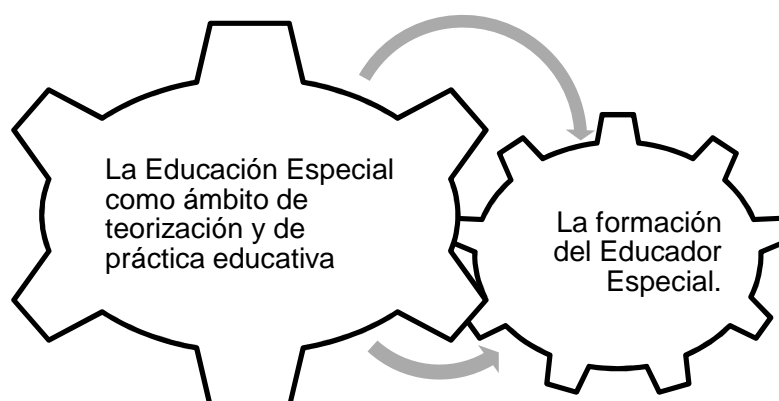 La Educación Especial
como ámbito de
teorización y de
práctica educativa
La formación
del Educador
Especial.